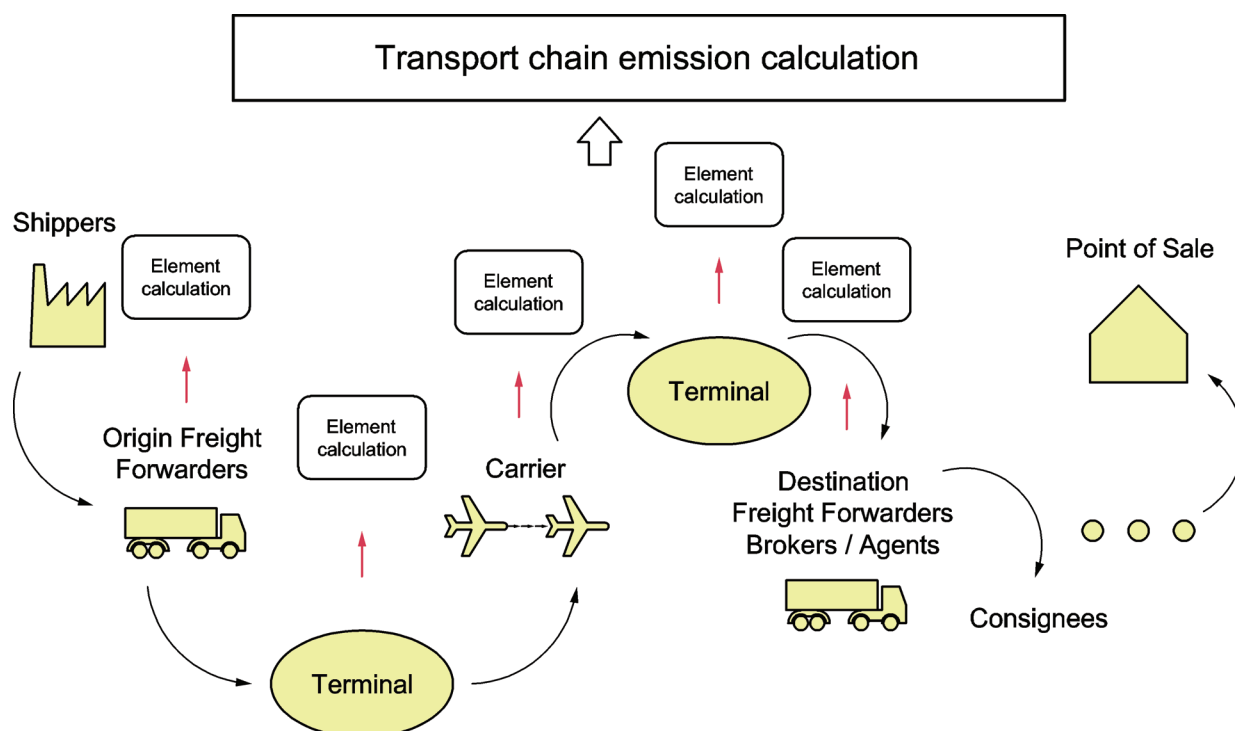 Transport chain emission calculation
Shippers
Element
calculation
Origin Freight
Forwarders
Element
calculation
Terminal
Element
calculation
Carrier
Element
calculation
Terminal
Element
calculation
Destination
Freight Forwarders
Brokers / Agents
Consignees
Point of Sale